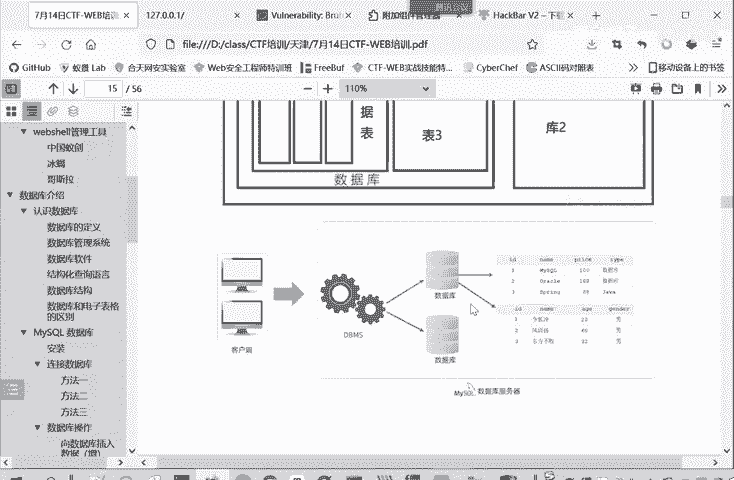 腾讯会议
7月14日CTF-WEB培训
127.0.0.1/
Vulnerability: Bru
附加组件管理器
HackBar V2 – 下载
file:///D:/class/CTF培训/天津/7月14日CTF-WEB培训.pdf
GitHub
蚁景 Lab
合天网安实验室
Web安全工程师特训班
FreeBuf
CTF-WEB实战技能特...
CyberChef
ASCII码对照表
移动设备上的书签
15 / 56
110%
webshell管理工具
中国蚁剑
冰蝎
哥斯拉
数据库介绍
认识数据库
数据库的定义
数据库管理系统
数据库软件
结构化查询语言
数据库结构
数据库和电子表格的区别
MySQL 数据库
安装
连接数据库
方法一
方法二
方法三
数据库操作
向数据库插入
数据（增）
据
表
表3
库2
数据库
客户端
DBMS
数据库
数据库
id name price type
1 MySQL 100 数据库
2 Oracle 数据库
3 Spring Java
id name age gender
1 男
2 男
3 东方不败 男
MySQL 数据库服务器